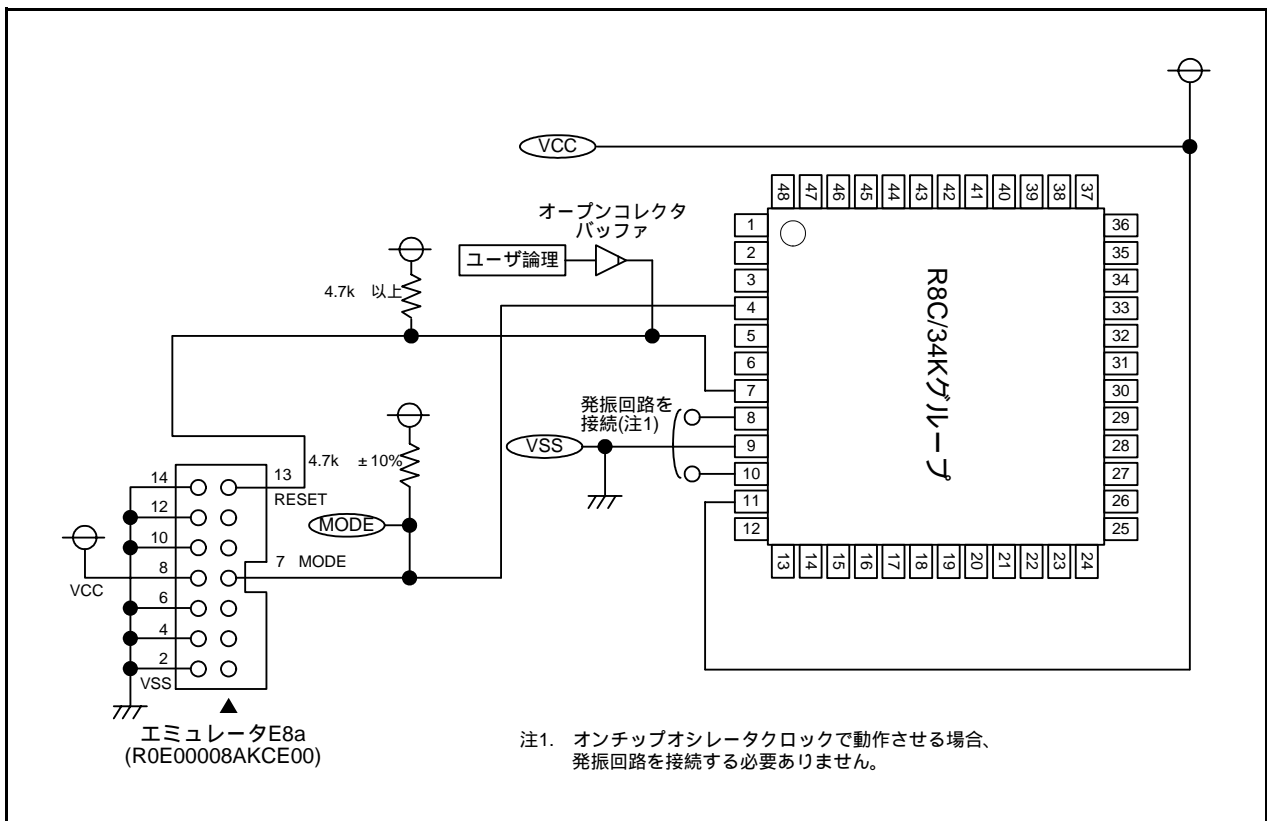 VCC
オープンコレクタ
バッファ
ユーザ論理
4.7k 以上
R8C/34Kグループ
48 47 46 45 44 43 42 41 40 39 38 37
1
2
3
4
5
6
7
8
9
10
11
12
36
35
34
33
32
31
30
29
28
27
26
25
13 14 15 16 17 18 19 20 21 22 23 24
発振回路を
接続(注1)
VSS
4.7k ±10%
MODE
14
12
10
8
6
4
2
13
RESET
7 MODE
VCC
VSS
エミュレータE8a
(R0E00008AKCE00)
注1. オンチップオシレータクロックで動作させる場合、
発振回路を接続する必要ありません。